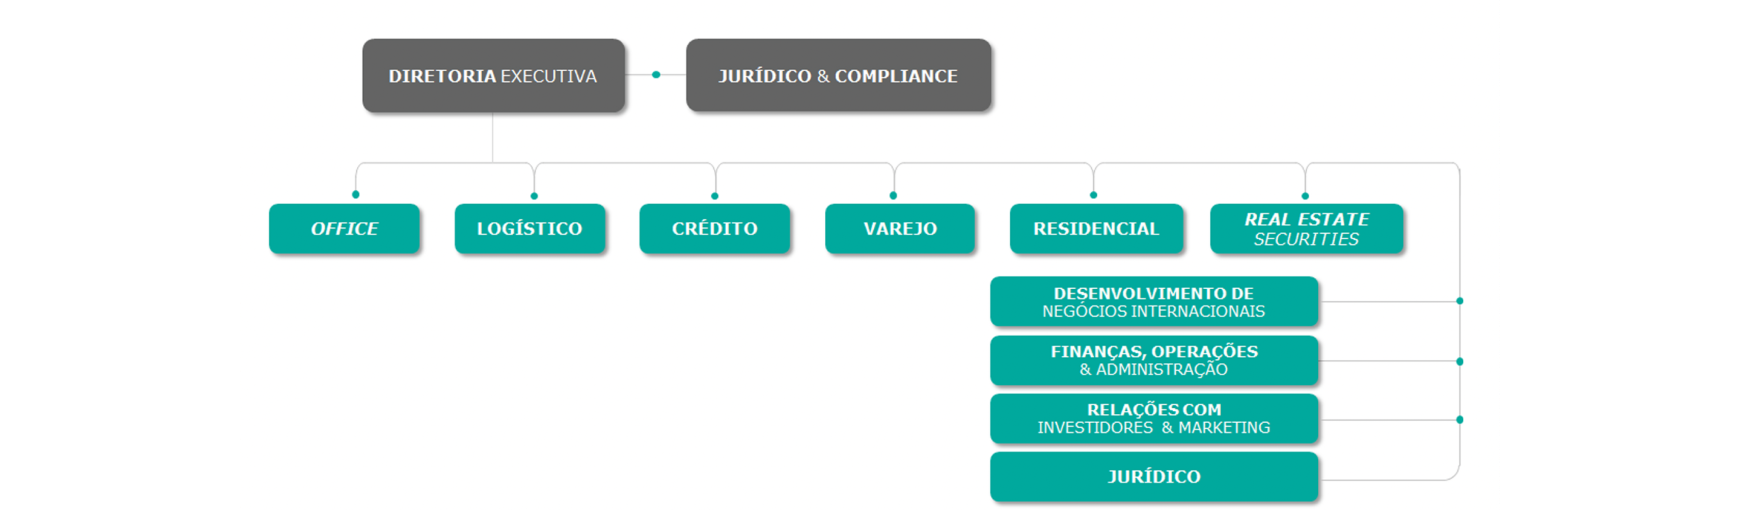 DIRETORIA EXECUTIVA
JURÍDICO & COMPLIANCE
OFFICE
LOGÍSTICO
CRÉDITO
VAREJO
RESIDENCIAL
REAL ESTATE
SECURITIES
DESENVOLVIMENTO DE
NEGÓCIOS INTERNACIONAIS
FINANÇAS, OPERAÇÕES
& ADMINISTRAÇÃO
RELAÇÕES COM
INVESTIDORES & MARKETING
JURÍDICO